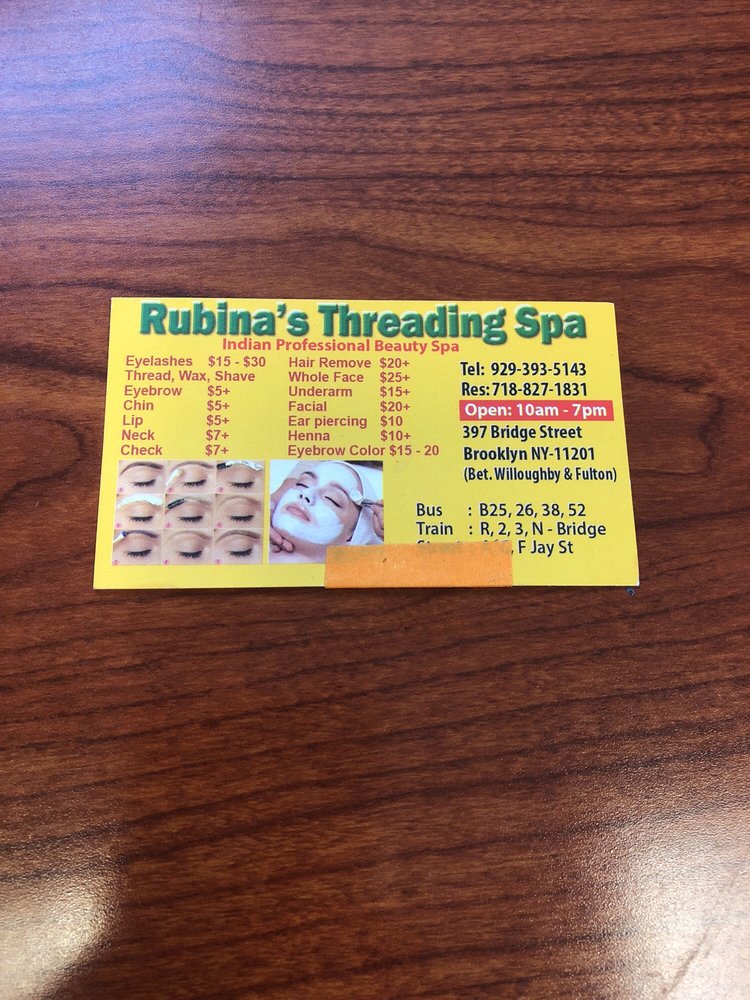 Rubina's Threading Spa
Indian Professional Beauty Spa
Eyelashes $15 - $30
Thread, Wax, Shave
Eyebrow $5+
Chin $5+
Lip $5+
Neck $7+
Check $7+
Hair Remove $20+
Whole Face $25+
Underarm $15+
Facial $20+
Ear piercing $10
Henna $10+
Eyebrow Color $15 - 20
Tel: 929-393-5143
Res: 718-827-1831
Open: 10am - 7pm
397 Bridge Street
Brooklyn NY-11201
(Bet. Willoughby & Fulton)
Bus : B25, 26, 38, 52
Train : R, 2, 3, N - Bridge
F Jay St